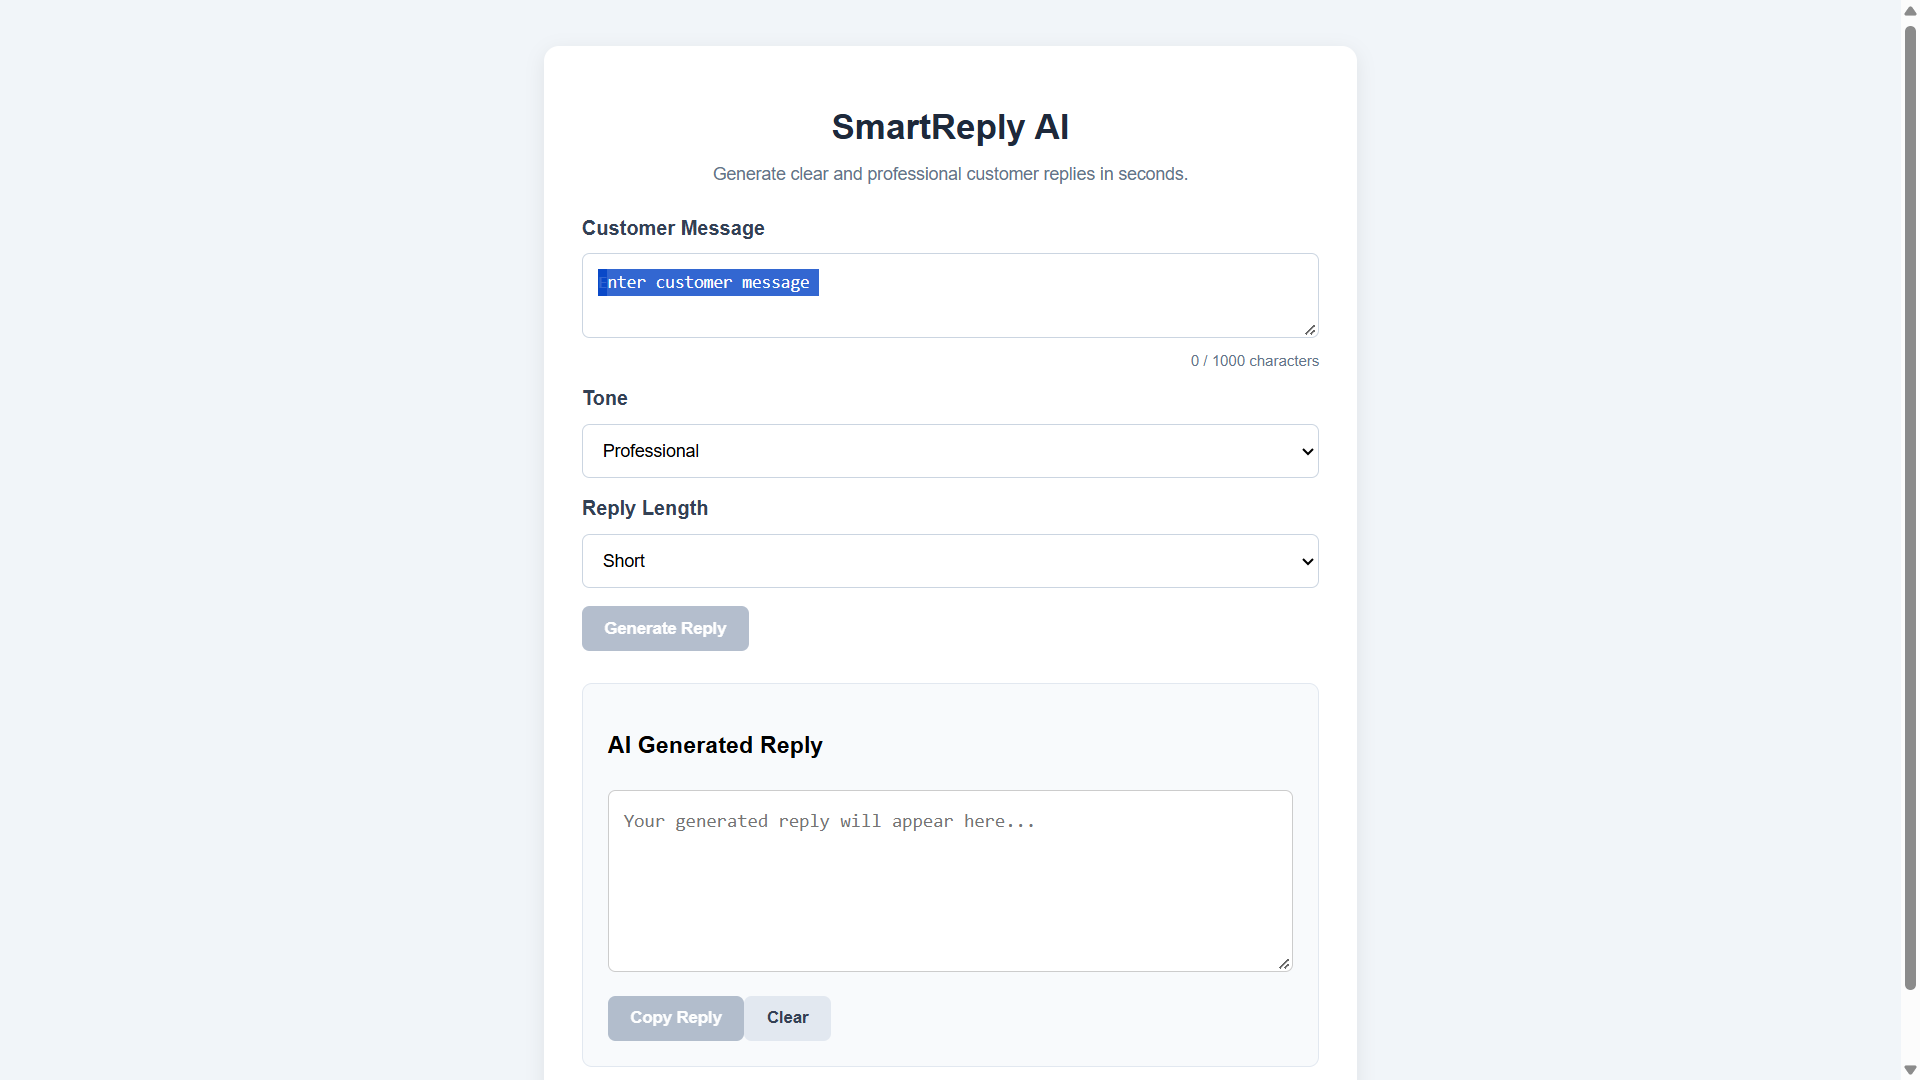 SmartReply AI
Generate clear and professional customer replies in seconds.
Customer Message
Enter customer message
0 / 1000 characters
Tone
Professional
Reply Length
Short
Generate Reply
AI Generated Reply
Your generated reply will appear here...
Copy Reply Clear